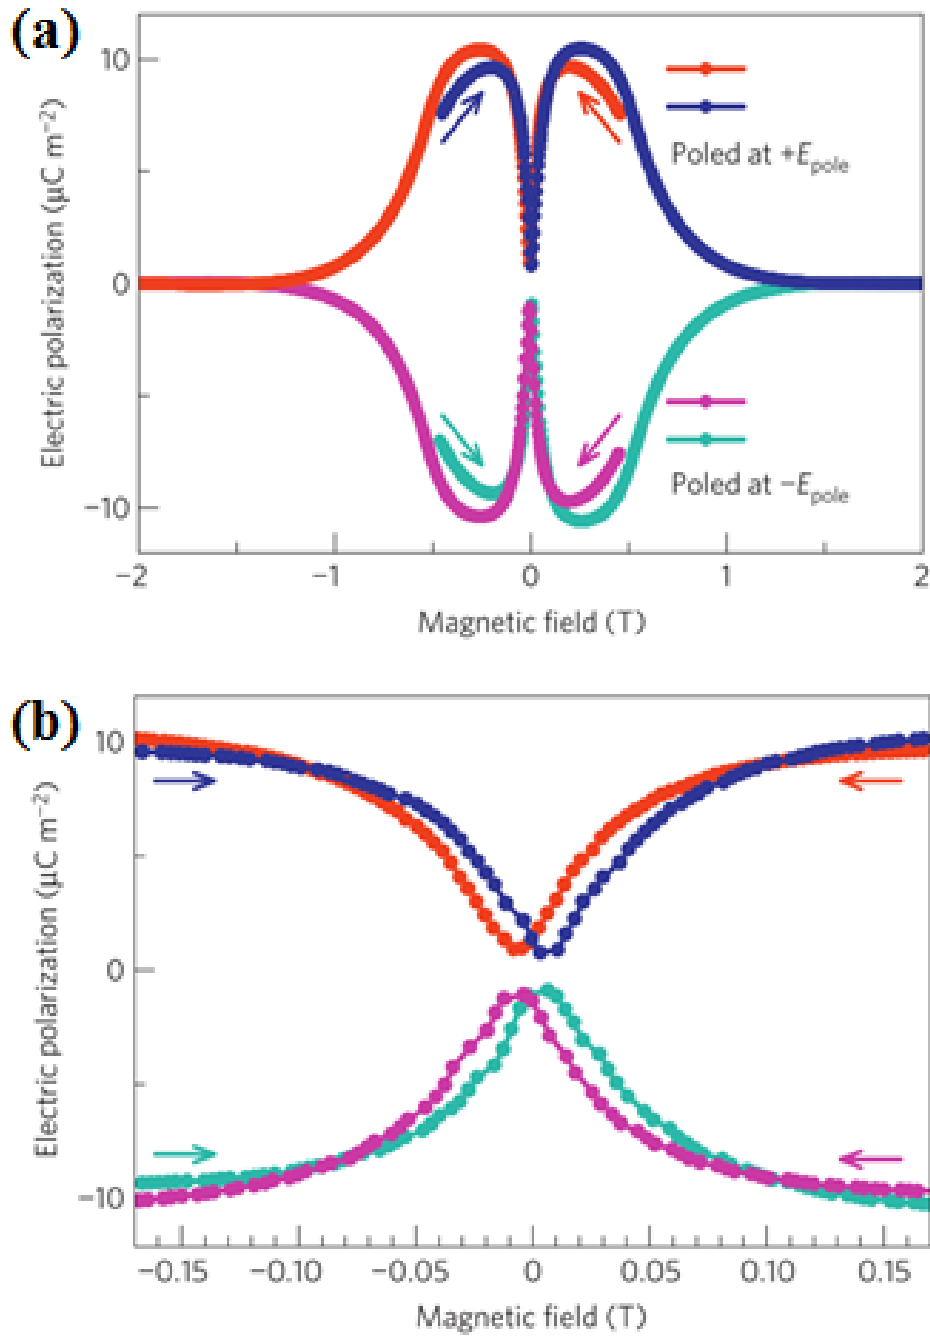 (a)
10
0
−10
Electric polarization (μC m⁻²)
Poled at +Epole
Poled at −Epole
−2 −1 0 1 2
Magnetic field (T)
(b)
10
0
−10
Electric polarization (μC m⁻²)
−0.15 −0.10 −0.05 0 0.05 0.10 0.15
Magnetic field (T)